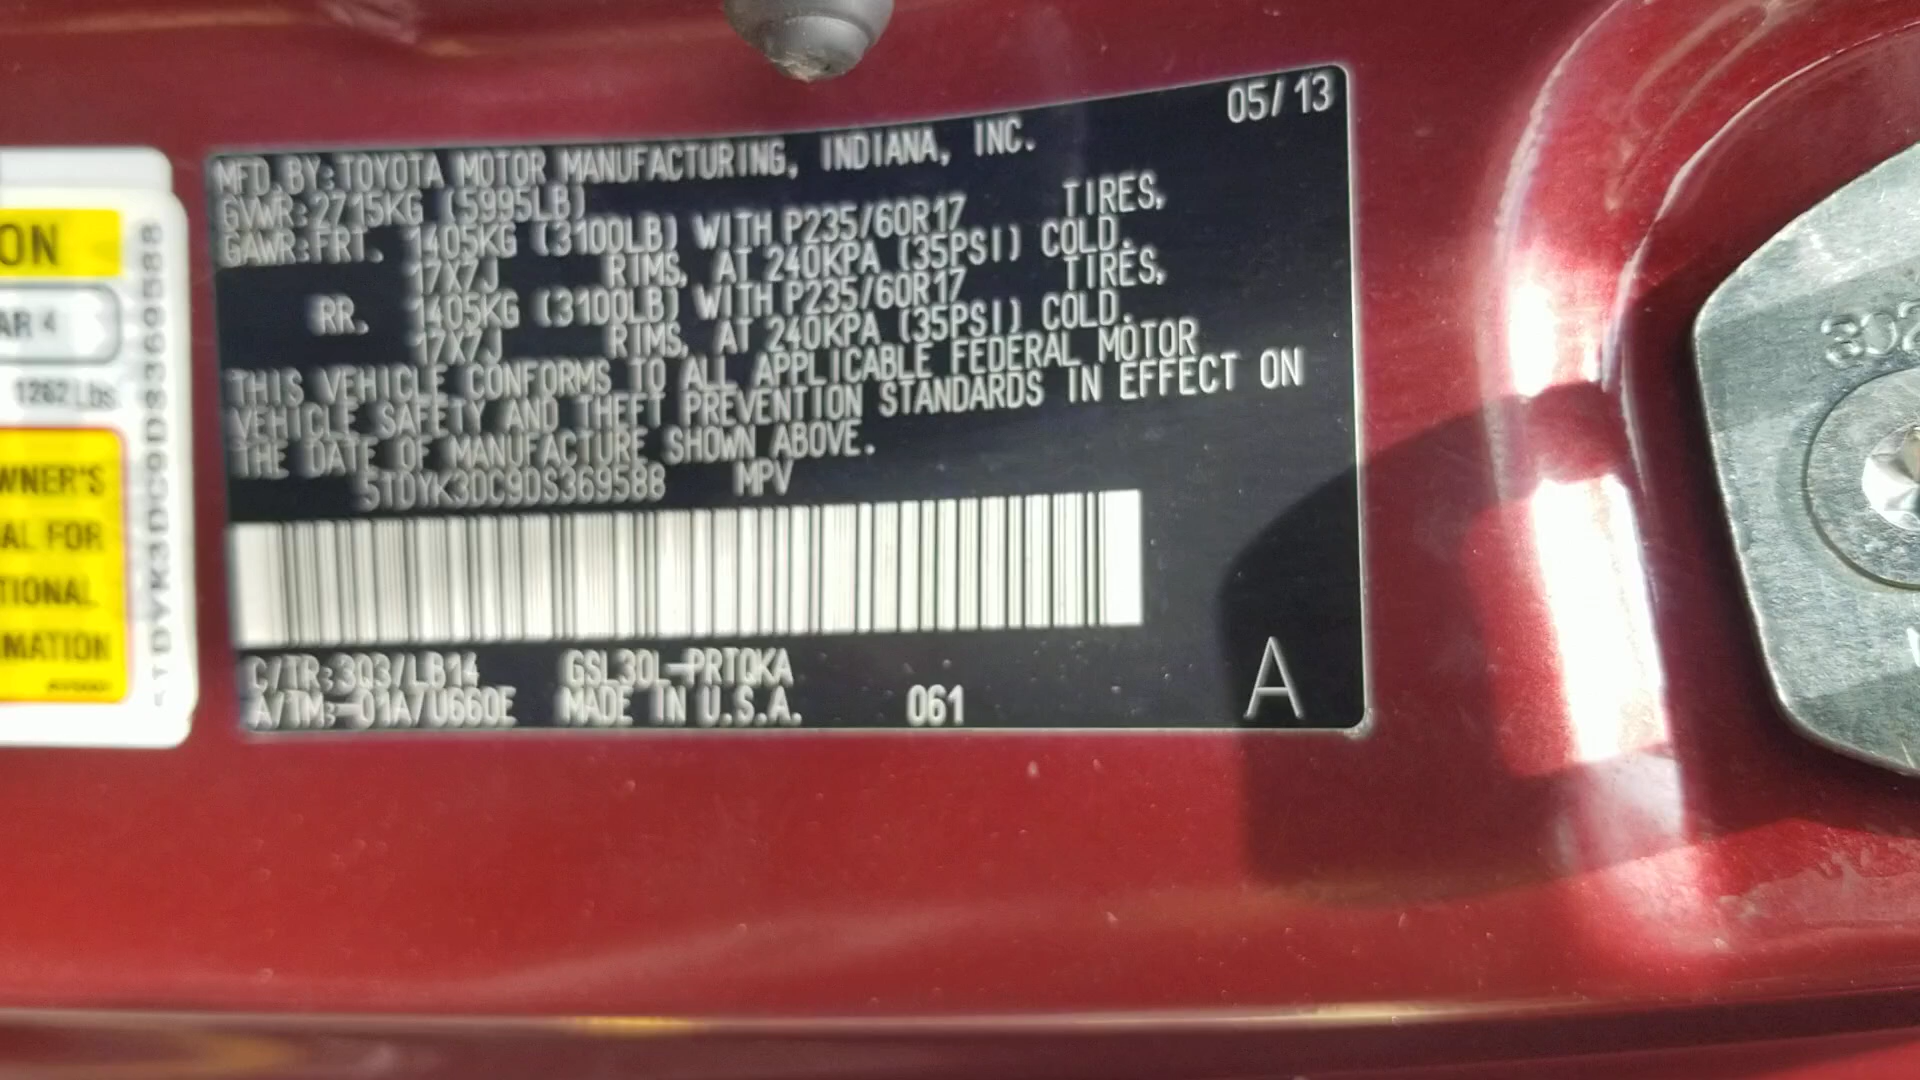 05/13
MFD.BY:TOYOTA MOTOR MANUFACTURING, INDIANA, INC.
GVWR:2715KG (5995LB)
GAWR:FRT. 1405KG (3100LB) WITH P235/60R17 TIRES,
17X7J RIMS, AT 240KPA (35PSI) COLD.
RR. 1405KG (3100LB) WITH P235/60R17 TIRES,
17X7J RIMS, AT 240KPA (35PSI) COLD.
THIS VEHICLE CONFORMS TO ALL APPLICABLE FEDERAL MOTOR
VEHICLE SAFETY AND THEFT PREVENTION STANDARDS IN EFFECT ON
THE DATE OF MANUFACTURE SHOWN ABOVE.
5TDYK3DC9DS369588 MPV
C/TR:3Q3/LB14 GSL30L-PRTQKA
A/TM:-01A/U660E MADE IN U.S.A. 061
A
ON
AR 4
1262 Lbs
WNER'S
AL FOR
TIONAL
MATION
5TDYK3DC9DS369588